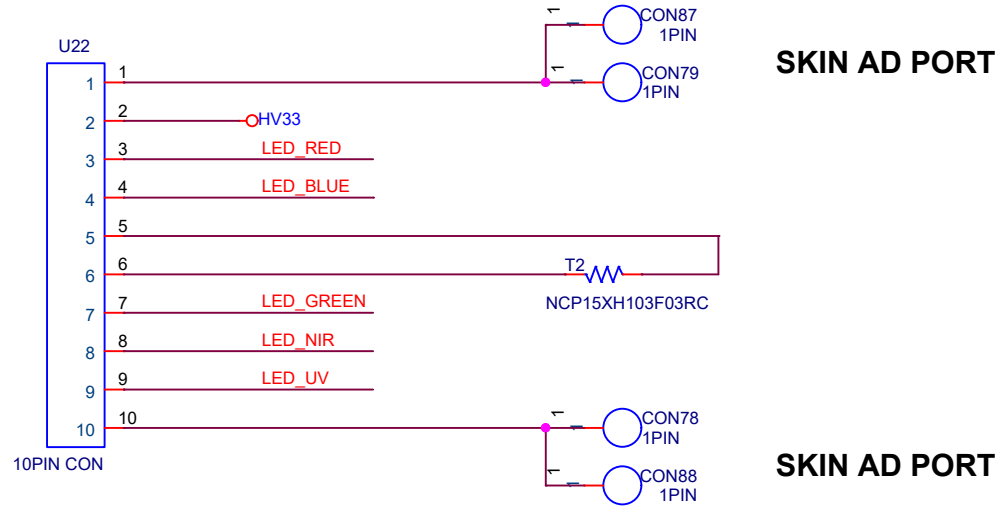 CON87
1PIN
1
U22
SKIN AD PORT
CON79
1PIN
1
1 1
2 2
HV33
3 3
LED_RED
4 4
LED_BLUE
5 5
6 6
T2
NCP15XH103F03RC
7 7
LED_GREEN
8 8
LED_NIR
9 9
LED_UV
10 10
1
CON78
1PIN
10PIN CON
1
CON88
1PIN
SKIN AD PORT